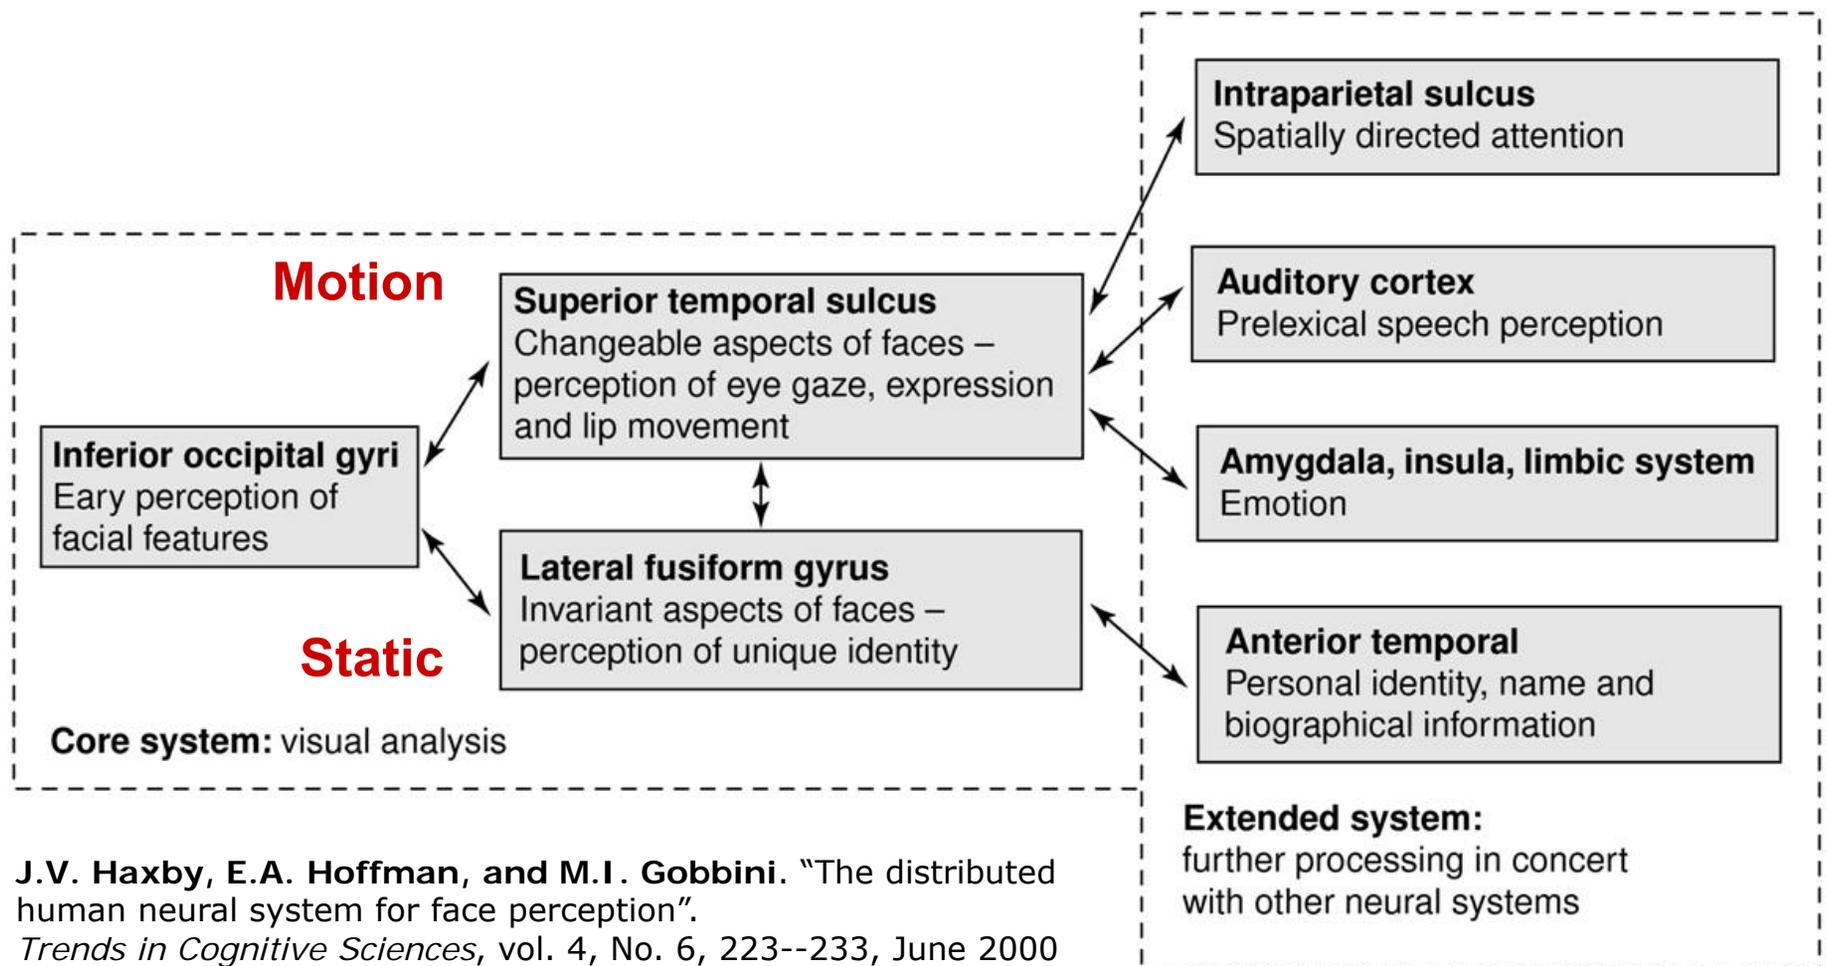 Intraparietal sulcus
Spatially directed attention
Motion
Superior temporal sulcus
Changeable aspects of faces –
perception of eye gaze, expression
and lip movement
Auditory cortex
Prelexical speech perception
Inferior occipital gyri
Eary perception of
facial features
Amygdala, insula, limbic system
Emotion
Lateral fusiform gyrus
Invariant aspects of faces –
perception of unique identity
Static
Anterior temporal
Personal identity, name and
biographical information
Core system: visual analysis
Extended system:
further processing in concert
with other neural systems
J.V. Haxby, E.A. Hoffman, and M.I. Gobbini. “The distributed
human neural system for face perception”.
Trends in Cognitive Sciences, vol. 4, No. 6, 223--233, June 2000